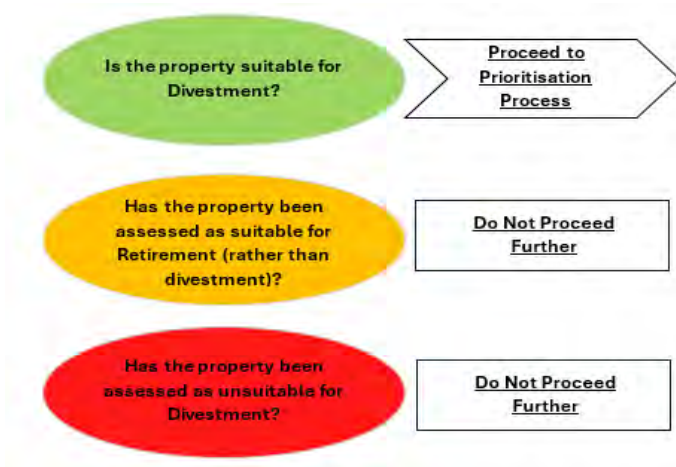 Is the property suitable for
Divestment?
Proceed to
Prioritisation
Process
Has the property been
assessed as suitable for
Retirement (rather than
divestment)?
Do Not Proceed
Further
Has the property been
assessed as unsuitable for
Divestment?
Do Not Proceed
Further